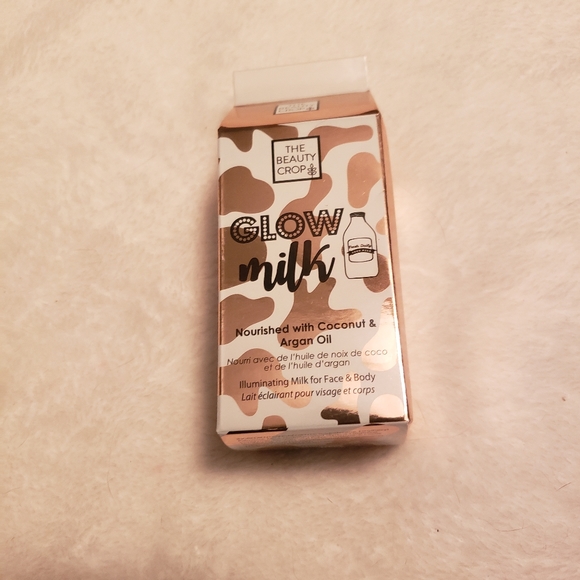 THE
BEAUTY
CROP
GLOW
milk
Nourished with Coconut &
Argan Oil
Nourri avec de l'huile de noix de coco
et de l'huile d'argan
Illuminating Milk for Face & Body
Lait éclairant pour visage et corps